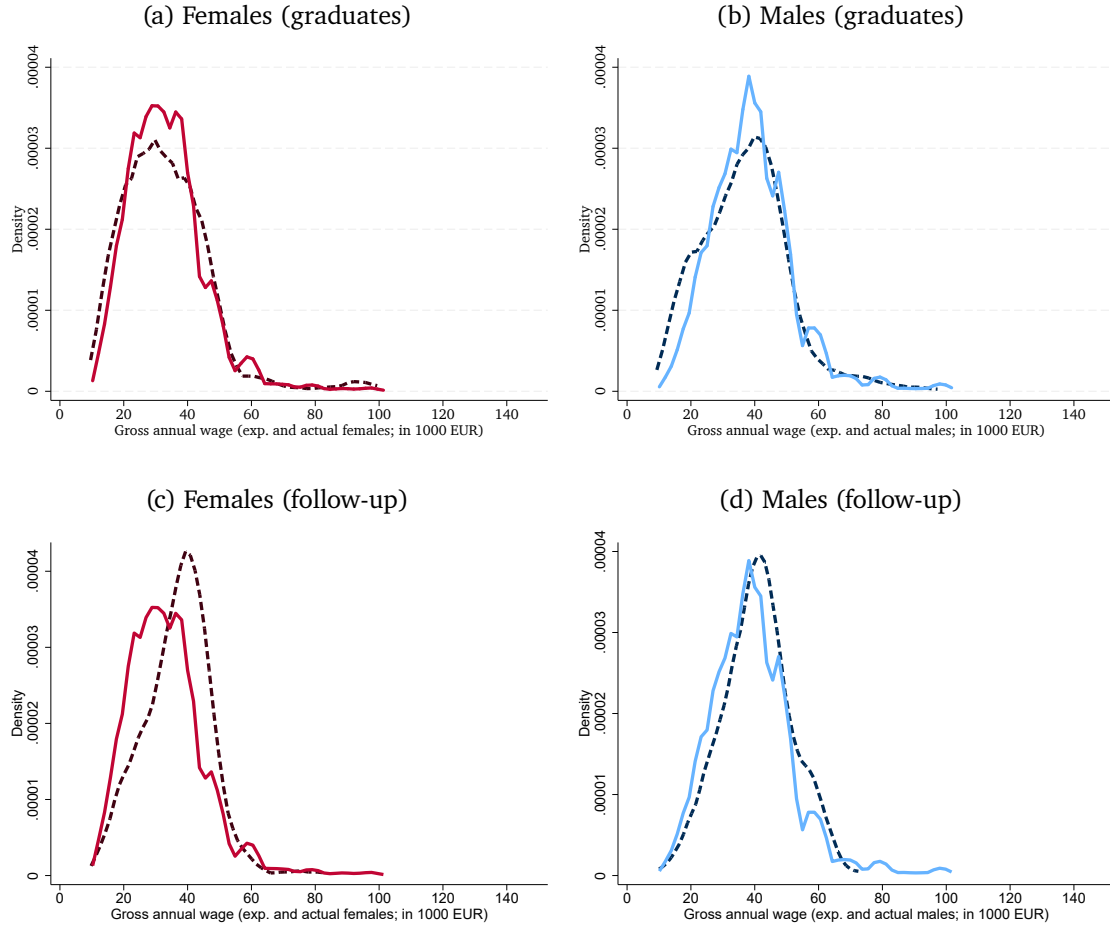 (a) Females (graduates)
Density
.00004
.00003
.00002
.00001
0
0 20 40 60 80 100 120 140
Gross annual wage (exp. and actual females; in 1000 EUR)
(b) Males (graduates)
Density
.00004
.00003
.00002
.00001
0
0 20 40 60 80 100 120 140
Gross annual wage (exp. and actual males; in 1000 EUR)
(c) Females (follow-up)
Density
.00004
.00003
.00002
.00001
0
0 20 40 60 80 100 120 140
Gross annual wage (exp. and actual females; in 1000 EUR)
(d) Males (follow-up)
Density
.00004
.00003
.00002
.00001
0
0 20 40 60 80 100 120 140
Gross annual wage (exp. and actual males; in 1000 EUR)